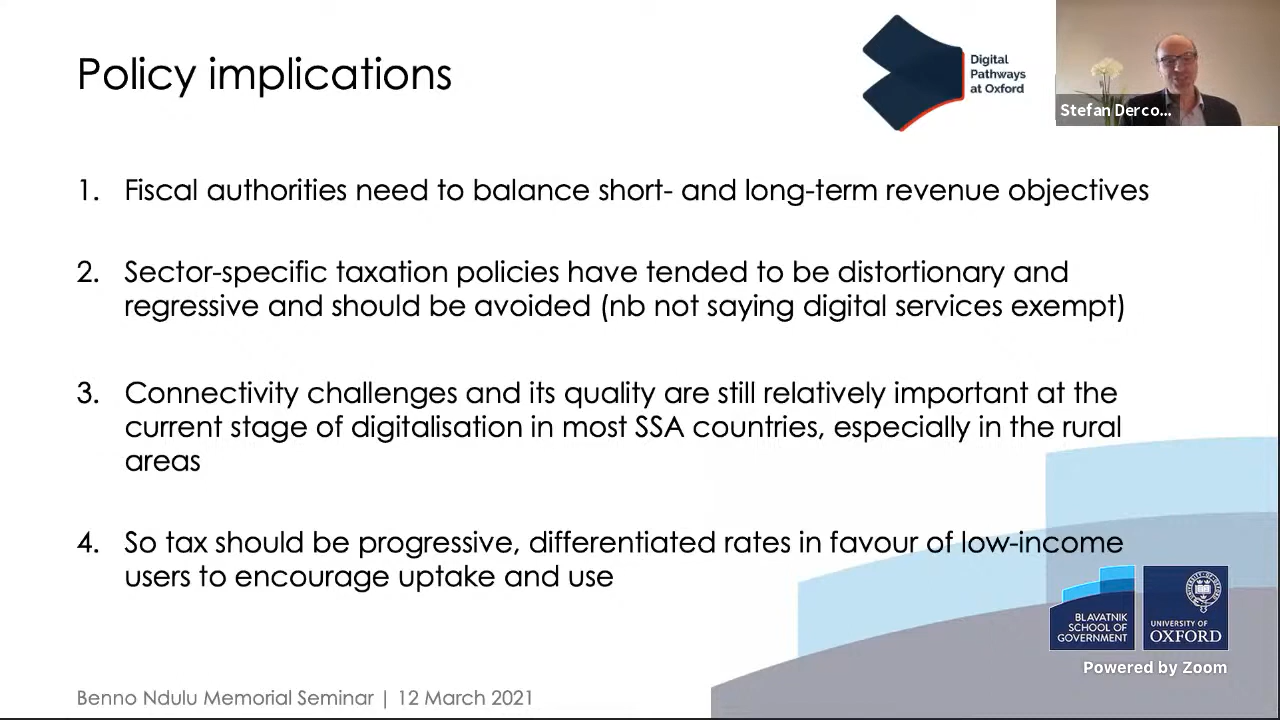 Policy implications
Digital
Pathways
at Oxford
Stefan Derco...
1. Fiscal authorities need to balance short- and long-term revenue objectives
2. Sector-specific taxation policies have tended to be distortionary and
regressive and should be avoided (nb not saying digital services exempt)
3. Connectivity challenges and its quality are still relatively important at the
current stage of digitalisation in most SSA countries, especially in the rural
areas
4. So tax should be progressive, differentiated rates in favour of low-income
users to encourage uptake and use
BLAVATNIK
SCHOOL OF
GOVERNMENT
UNIVERSITY OF
OXFORD
Powered by Zoom
Benno Ndulu Memorial Seminar | 12 March 2021